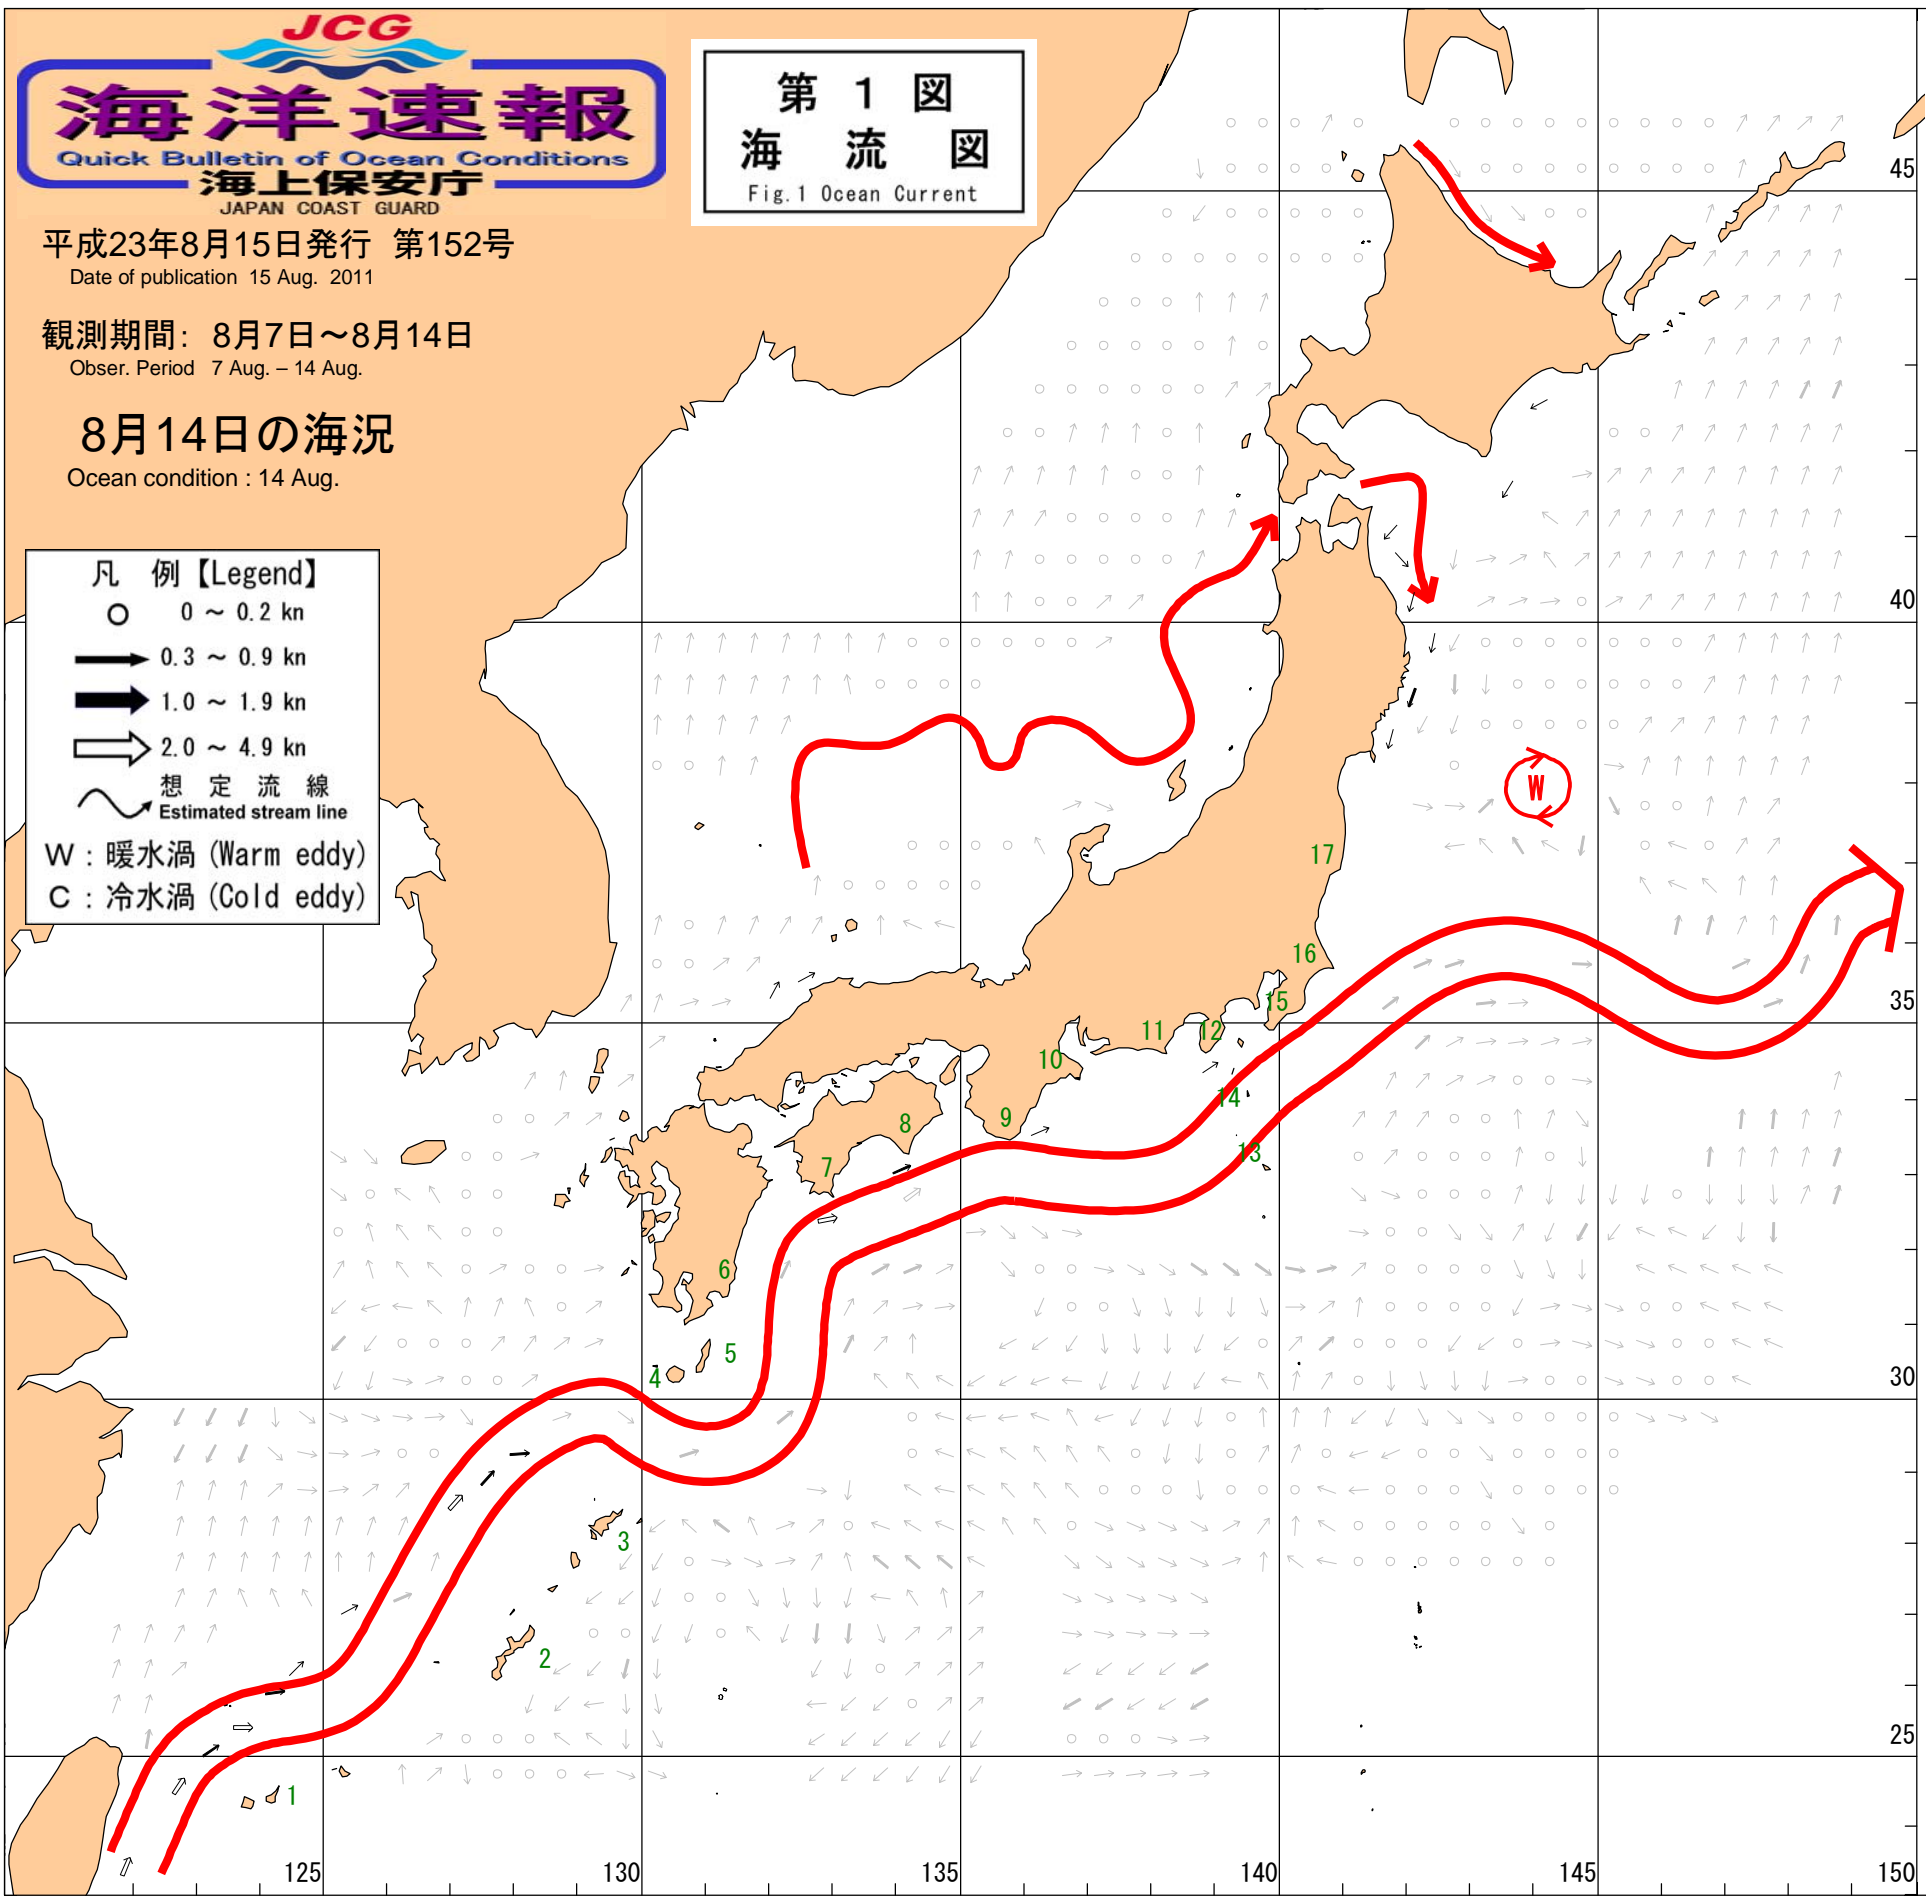 JCG
海洋速報
Quick Bulletin of Ocean Conditions
海上保安庁
JAPAN COAST GUARD
第 1 図
海 流 図
Fig.1 Ocean Current
平成23年8月15日発行 第152号
Date of publication 15 Aug. 2011
観測期間： 8月7日～8月14日
Obser. Period 7 Aug. – 14 Aug.
8月14日の海況
Ocean condition : 14 Aug.
凡 例【Legend】
0 ～ 0.2 kn
0.3 ～ 0.9 kn
1.0 ～ 1.9 kn
2.0 ～ 4.9 kn
想 定 流 線
Estimated stream line
W : 暖水渦 (Warm eddy)
C : 冷水渦 (Cold eddy)
45
40
W
17
16
35
15
11
12
10
14
9
8
13
7
6
5
4
30
3
2
25
1
125
130
135
140
145
150